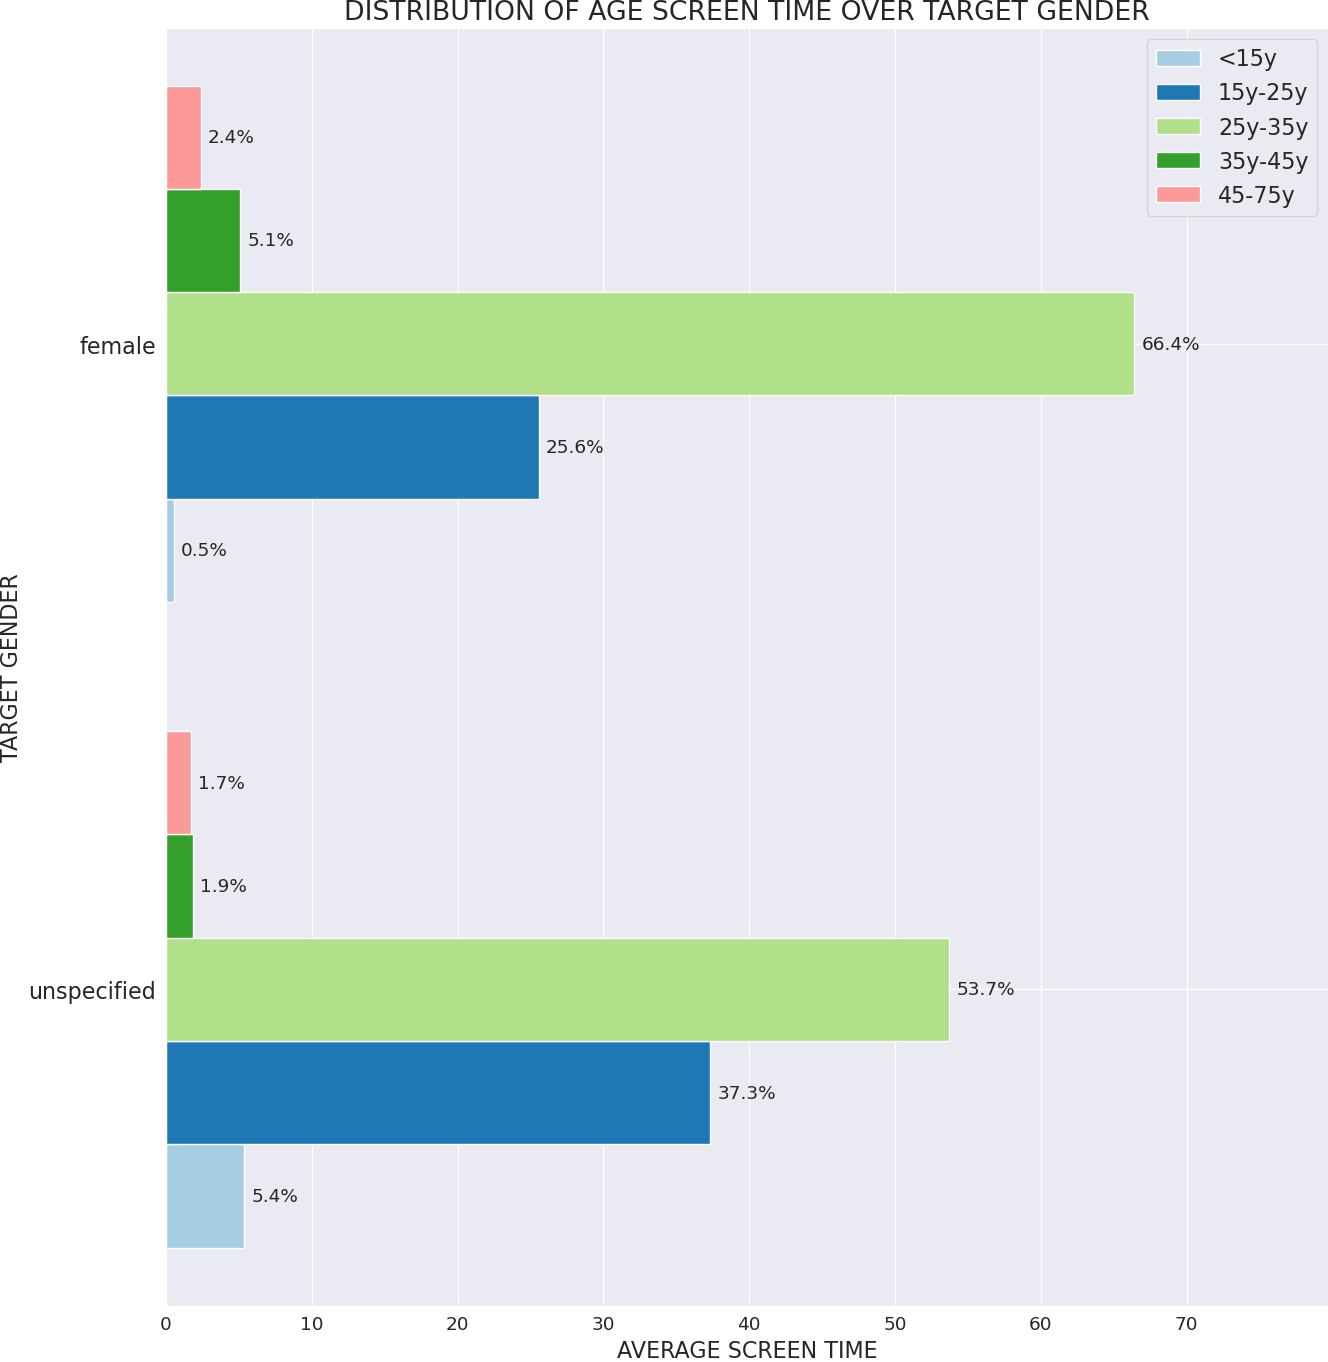 DISTRIBUTION OF AGE SCREEN TIME OVER TARGET GENDER
<15y
15y-25y
25y-35y
35y-45y
45-75y
2.4%
5.1%
female
66.4%
25.6%
0.5%
TARGET GENDER
1.7%
1.9%
unspecified
53.7%
37.3%
5.4%
0 10 20 30 40 50 60 70
AVERAGE SCREEN TIME